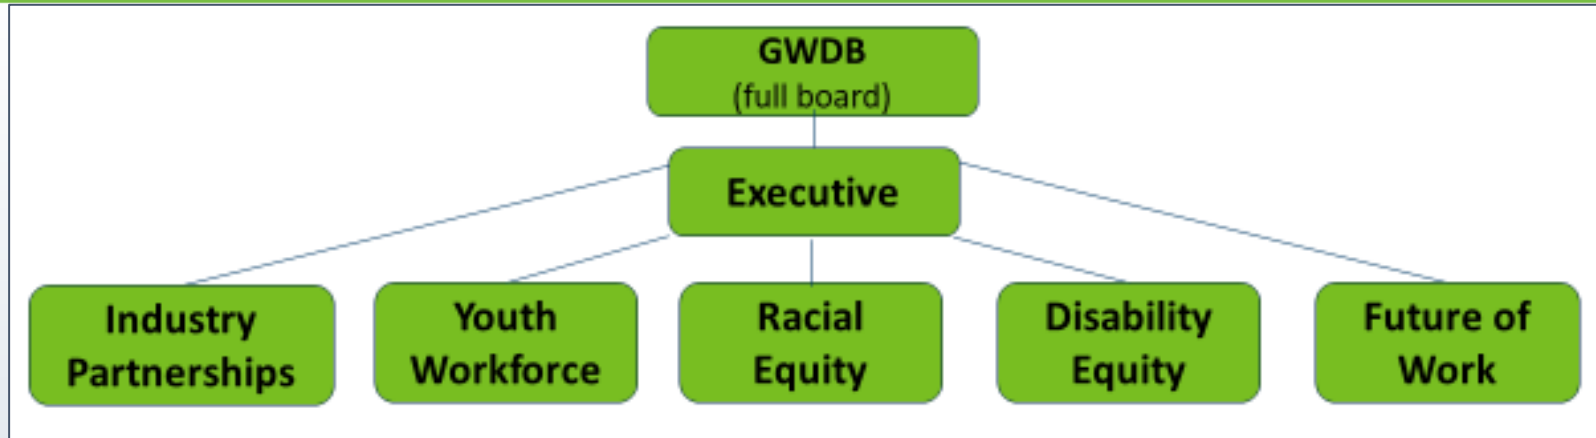 GWDB
(full board)
Executive
Industry
Partnerships
Youth
Workforce
Racial
Equity
Disability
Equity
Future of
Work